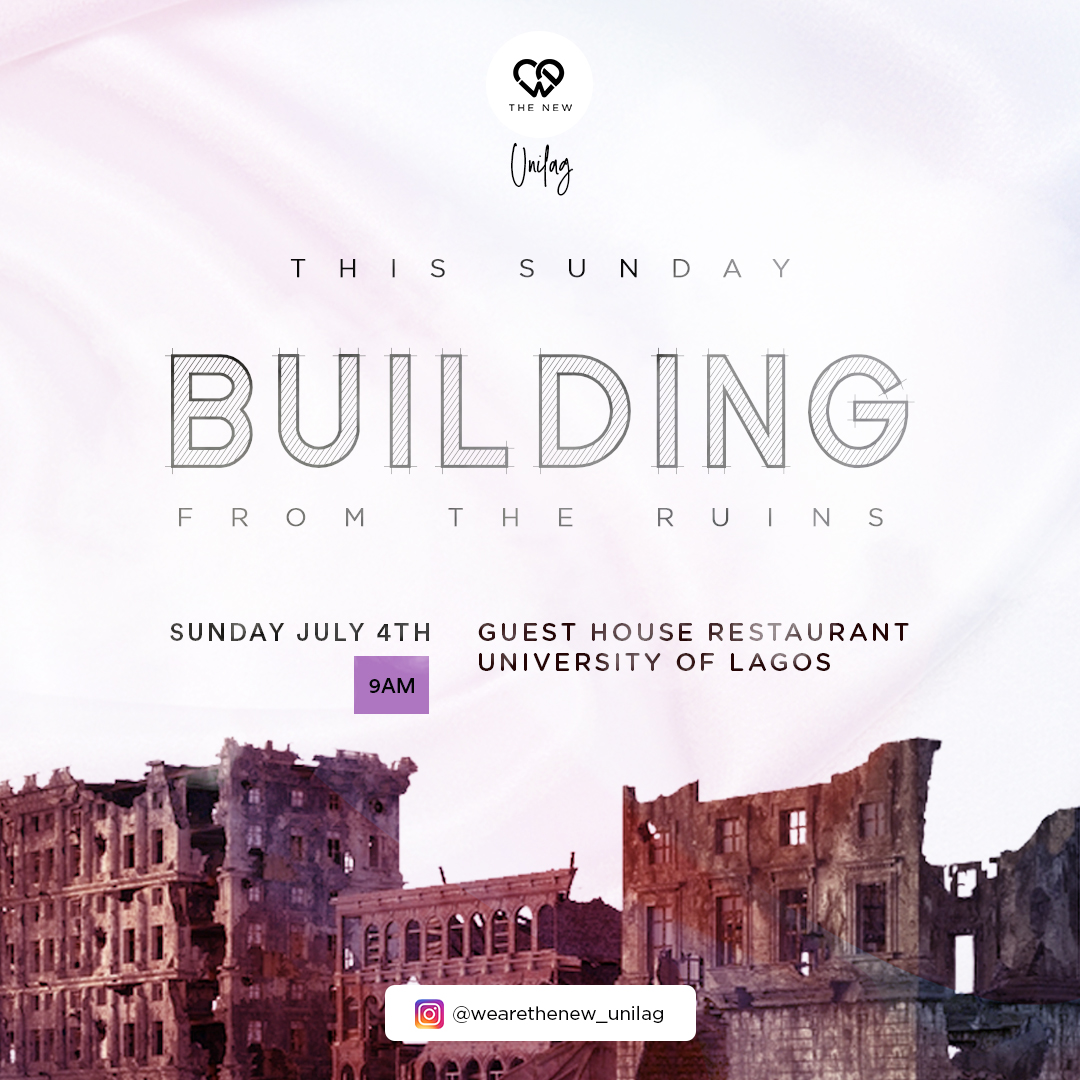 THE NEW
Unilag
THIS SUNDAY
BUILDING
FROM THE RUINS
SUNDAY JULY 4TH
9AM
GUEST HOUSE RESTAURANT
UNIVERSITY OF LAGOS
@wearethenew_unilag